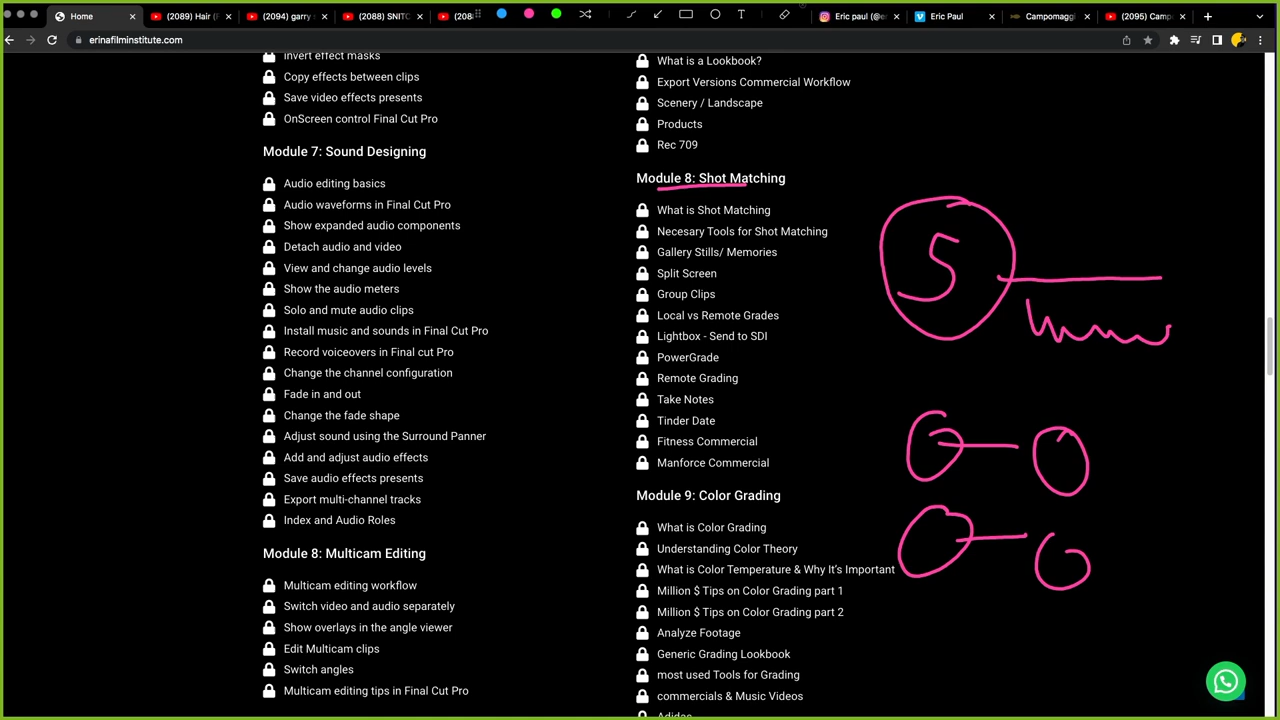 Home
(2089) Hair (F
(2094) garry
(2088) SNITC
(208
T
Eric paul (@e
Eric Paul
Campomaggi
(2095) Camp
erinafilminstitute.com
invert effect masks
Copy effects between clips
Save video effects presents
OnScreen control Final Cut Pro
Module 7: Sound Designing
Audio editing basics
Audio waveforms in Final Cut Pro
Show expanded audio components
Detach audio and video
View and change audio levels
Show the audio meters
Solo and mute audio clips
Install music and sounds in Final Cut Pro
Record voiceovers in Final cut Pro
Change the channel configuration
Fade in and out
Change the fade shape
Adjust sound using the Surround Panner
Add and adjust audio effects
Save audio effects presents
Export multi-channel tracks
Index and Audio Roles
Module 8: Multicam Editing
Multicam editing workflow
Switch video and audio separately
Show overlays in the angle viewer
Edit Multicam clips
Switch angles
Multicam editing tips in Final Cut Pro
What is a Lookbook?
Export Versions Commercial Workflow
Scenery / Landscape
Products
Rec 709
Module 8: Shot Matching
What is Shot Matching
Necesary Tools for Shot Matching
Gallery Stills/ Memories
Split Screen
Group Clips
Local vs Remote Grades
Lightbox - Send to SDI
PowerGrade
Remote Grading
Take Notes
Tinder Date
Fitness Commercial
Manforce Commercial
Module 9: Color Grading
What is Color Grading
Understanding Color Theory
What is Color Temperature & Why It's Important
Million $ Tips on Color Grading part 1
Million $ Tips on Color Grading part 2
Analyze Footage
Generic Grading Lookbook
most used Tools for Grading
commercials & Music Videos
Adidas
5